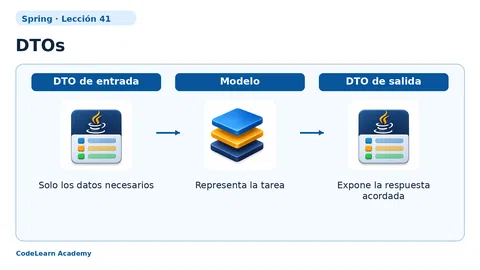 Spring · Lección 41
DTOs
DTO de entrada
Modelo
DTO de salida
Solo los datos necesarios
Representa la tarea
Expone la respuesta
acordada
CodeLearn Academy